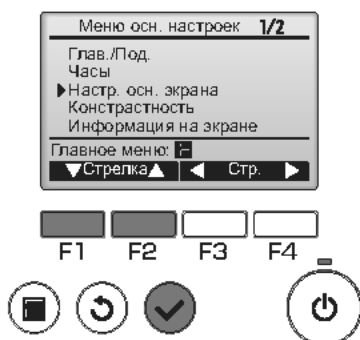 Меню осн. настроек 1/2
Глав./Под.
Часы
▶Настр. осн. экрана
Констрастность
Информация на экране
Главное меню:
▼Стрелка▲ ◀ Стр. ▶
F1 F2 F3 F4